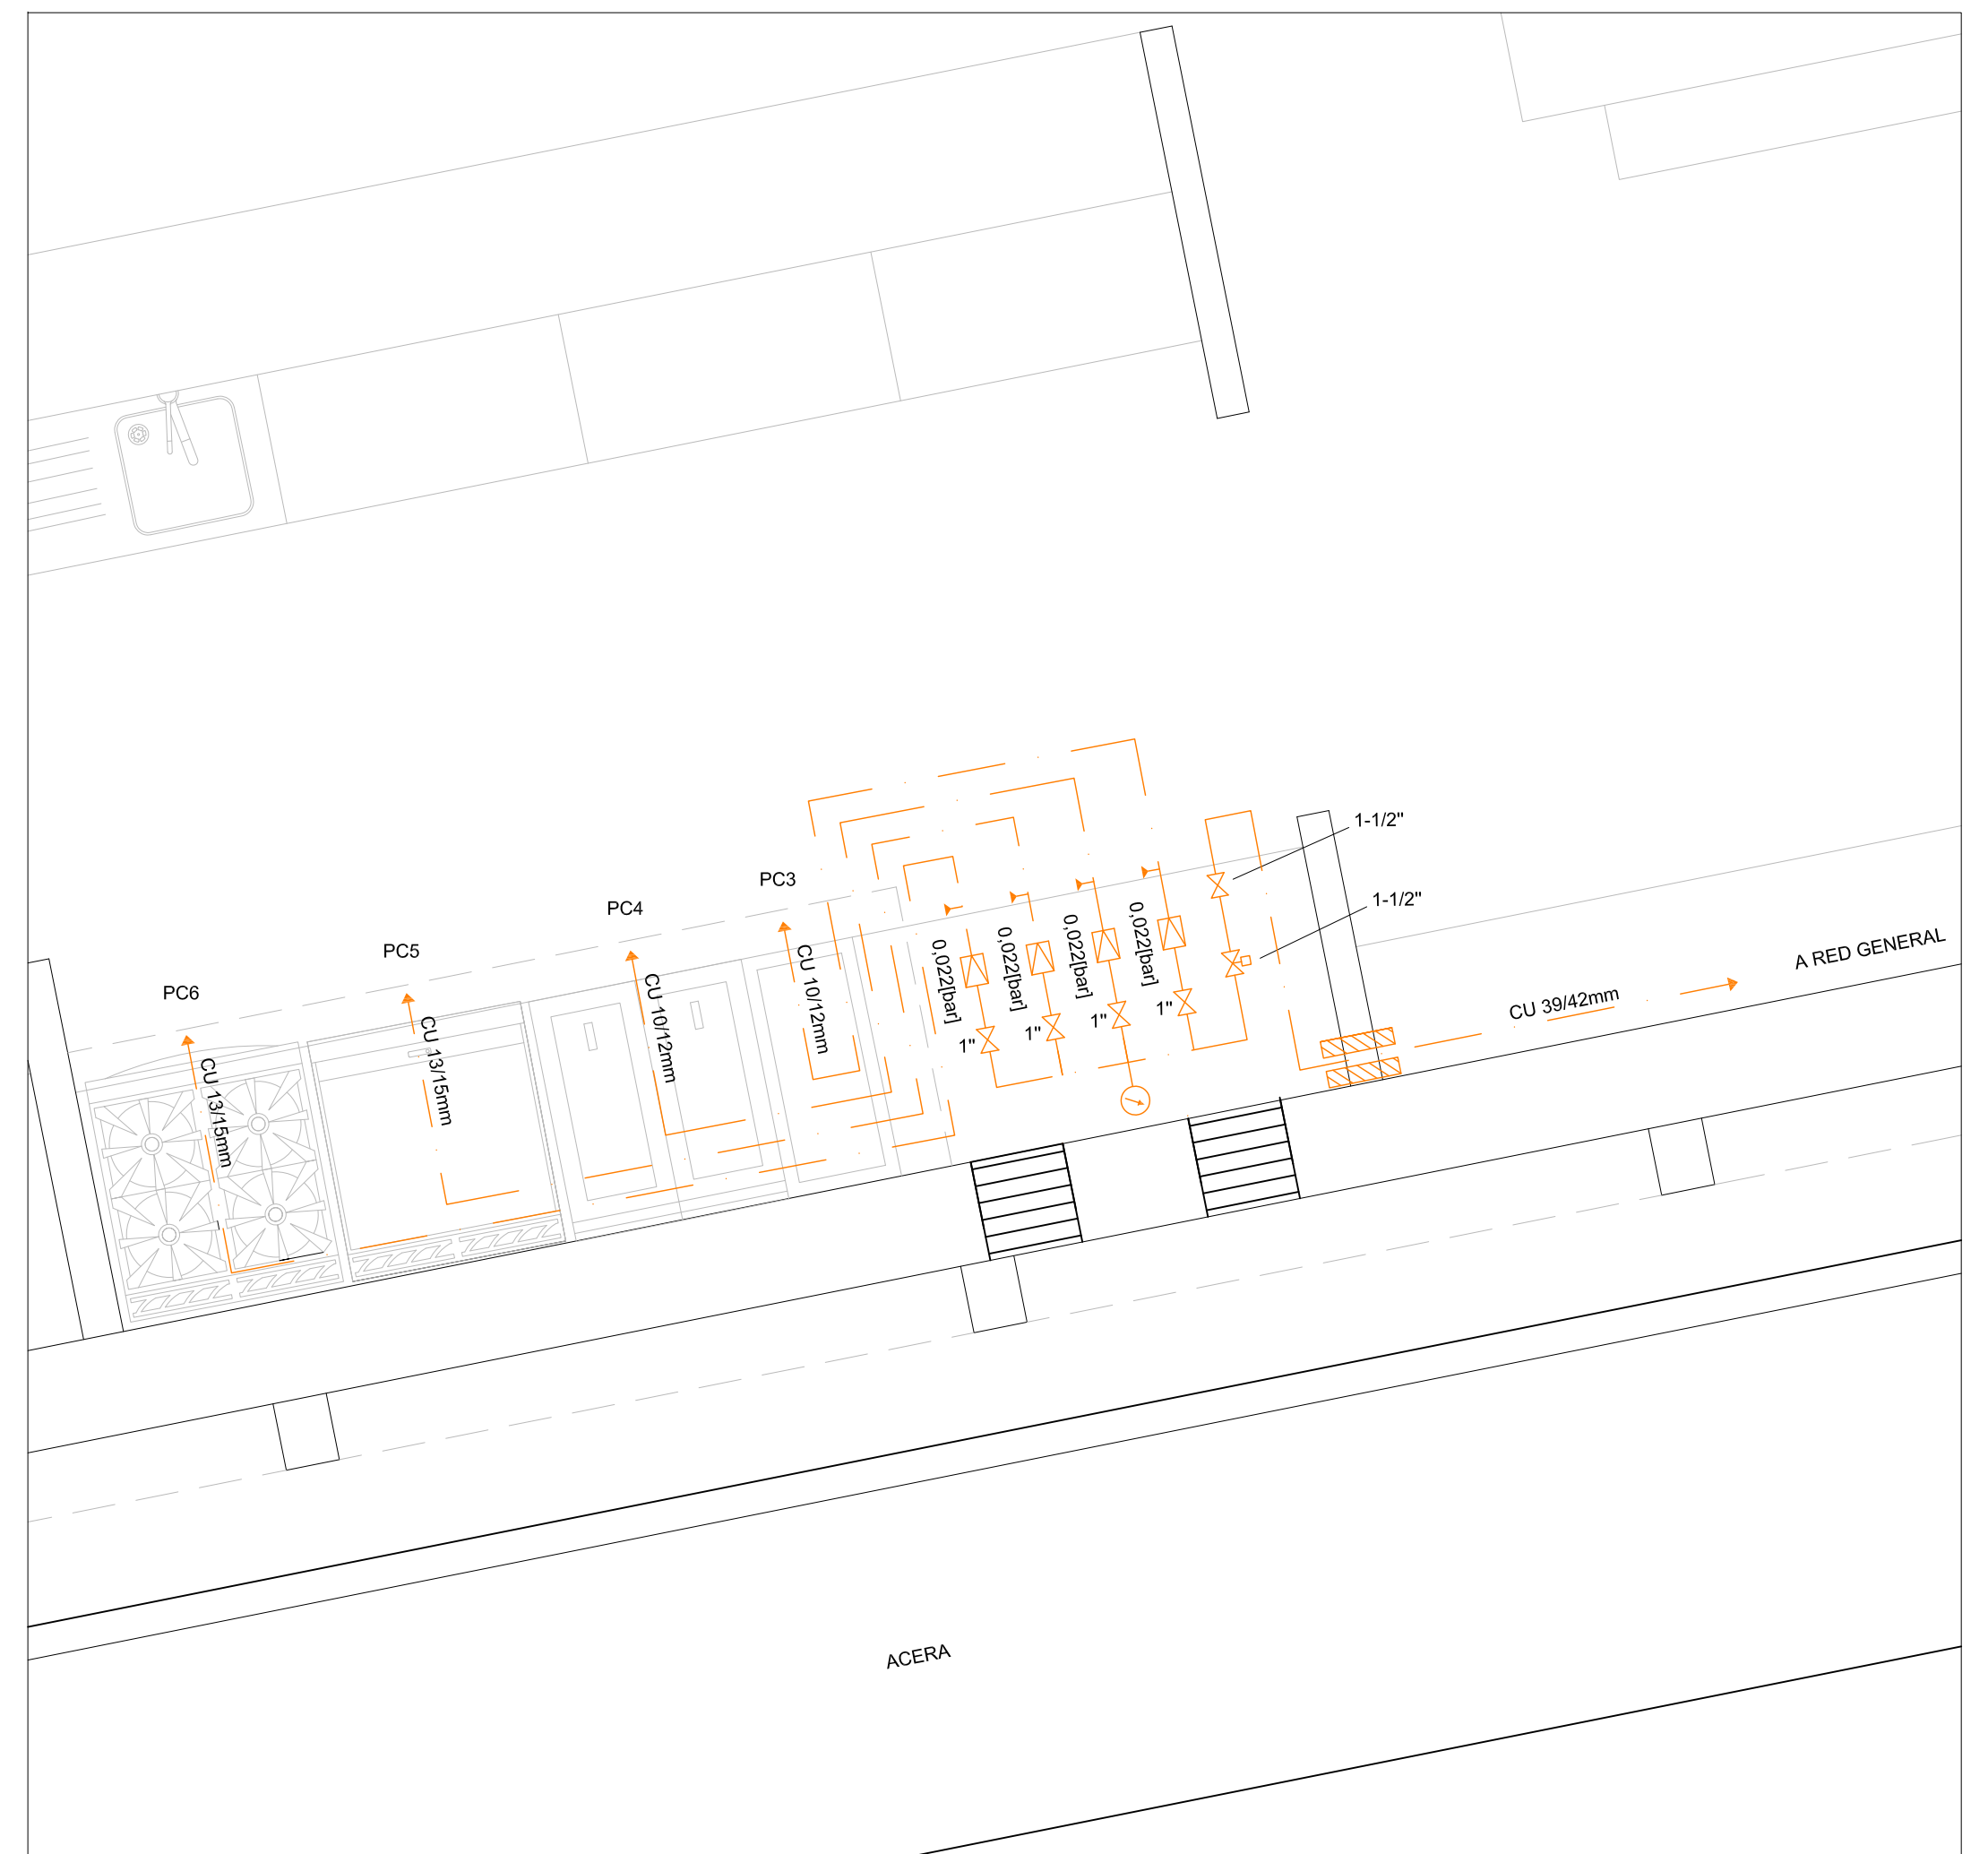 1-1/2"
PC3
1-1/2"
PC4
PC5
PC6
0,022[bar]
0,022[bar]
0,022[bar]
0,022[bar]
A RED GENERAL
CU 39/42mm
CU 10/12mm
CU 10/12mm
CU 13/15mm
CU 13/15mm
1"
1"
1"
1"
ACERA